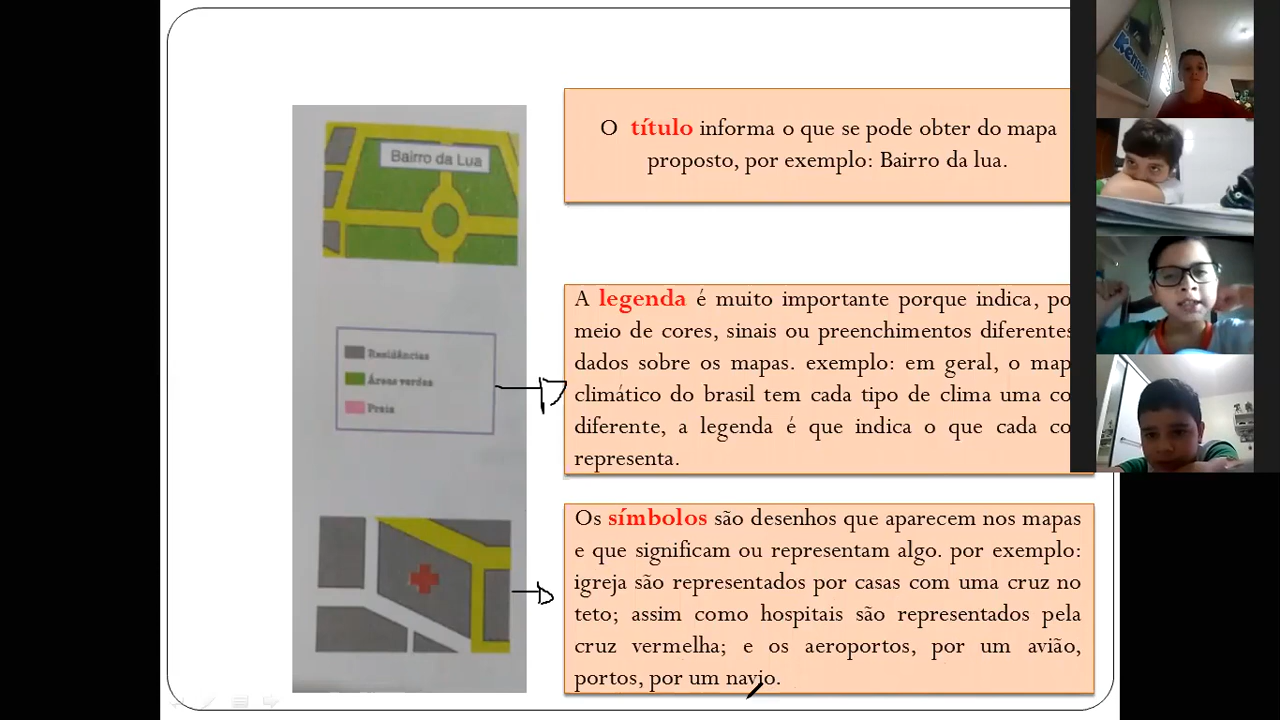 Bairro da Lua
Residências
Áreas verdes
Praia
O título informa o que se pode obter do mapa
proposto, por exemplo: Bairro da lua.
A legenda é muito importante porque indica, po
meio de cores, sinais ou preenchimentos diferentes
dados sobre os mapas. exemplo: em geral, o map
climático do brasil tem cada tipo de clima uma co
diferente, a legenda é que indica o que cada co
representa.
Os símbolos são desenhos que aparecem nos mapas
e que significam ou representam algo. por exemplo:
igreja são representados por casas com uma cruz no
teto; assim como hospitais são representados pela
cruz vermelha; e os aeroportos, por um avião,
portos, por um navio.